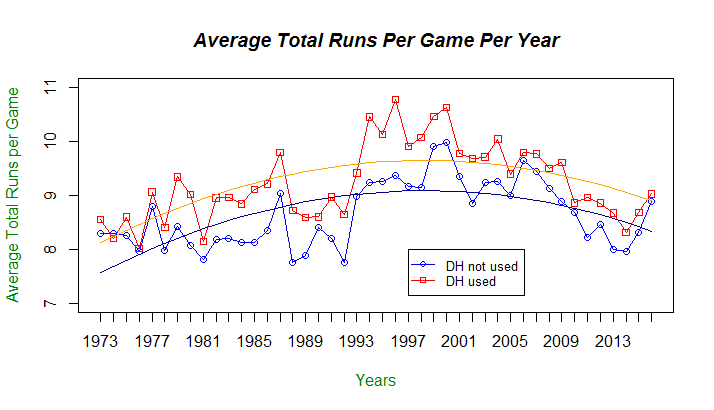 Average Total Runs Per Game Per Year
Average Total Runs per Game
11
10
9
8
7
DH not used
DH used
1973 1977 1981 1985 1989 1993 1997 2001 2005 2009 2013
Years